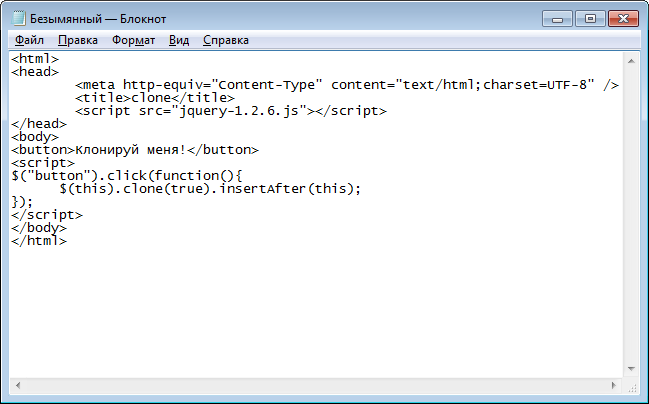 Безымянный — Блокнот
Файл Правка Формат Вид Справка
<html>
<head>
        <meta http-equiv="Content-Type" content="text/html;charset=UTF-8" />
        <title>clone</title>
        <script src="jquery-1.2.6.js"></script>
</head>
<body>
<button>Клонируй меня!</button>
<script>
$("button").click(function(){
      $(this).clone(true).insertAfter(this);
});
</script>
</body>
</html>